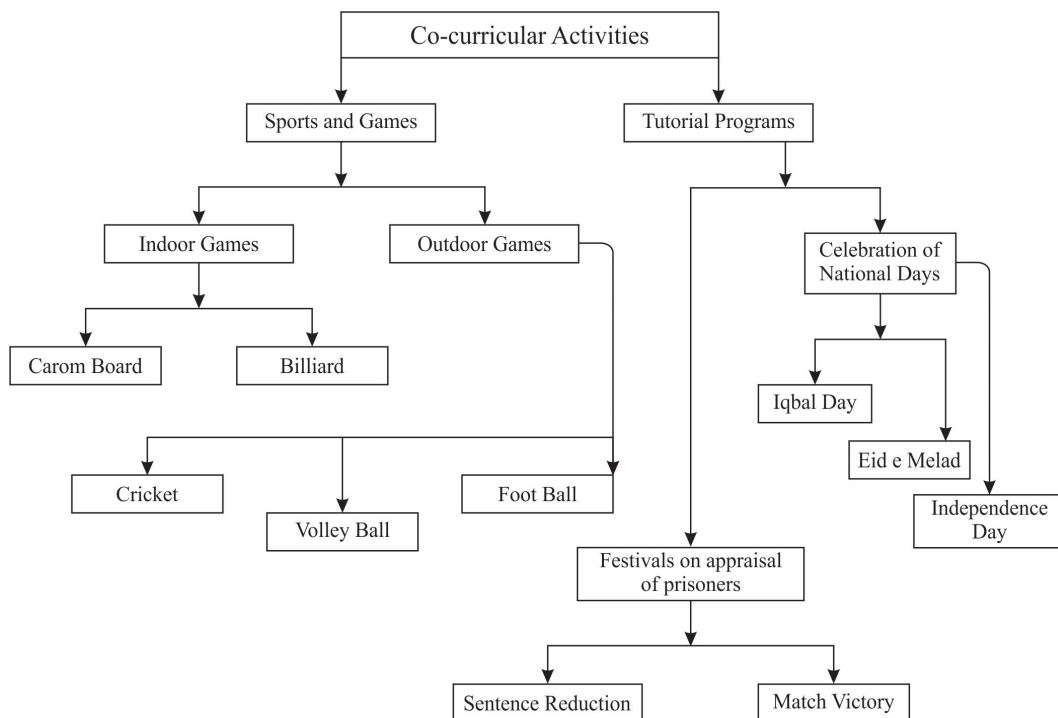 Co-curricular Activities
Sports and Games
Tutorial Programs
Indoor Games
Outdoor Games
Celebration of
National Days
Carom Board
Billiard
Iqbal Day
Eid e Melad
Cricket
Volley Ball
Foot Ball
Independence
Day
Festivals on appraisal
of prisoners
Sentence Reduction
Match Victory